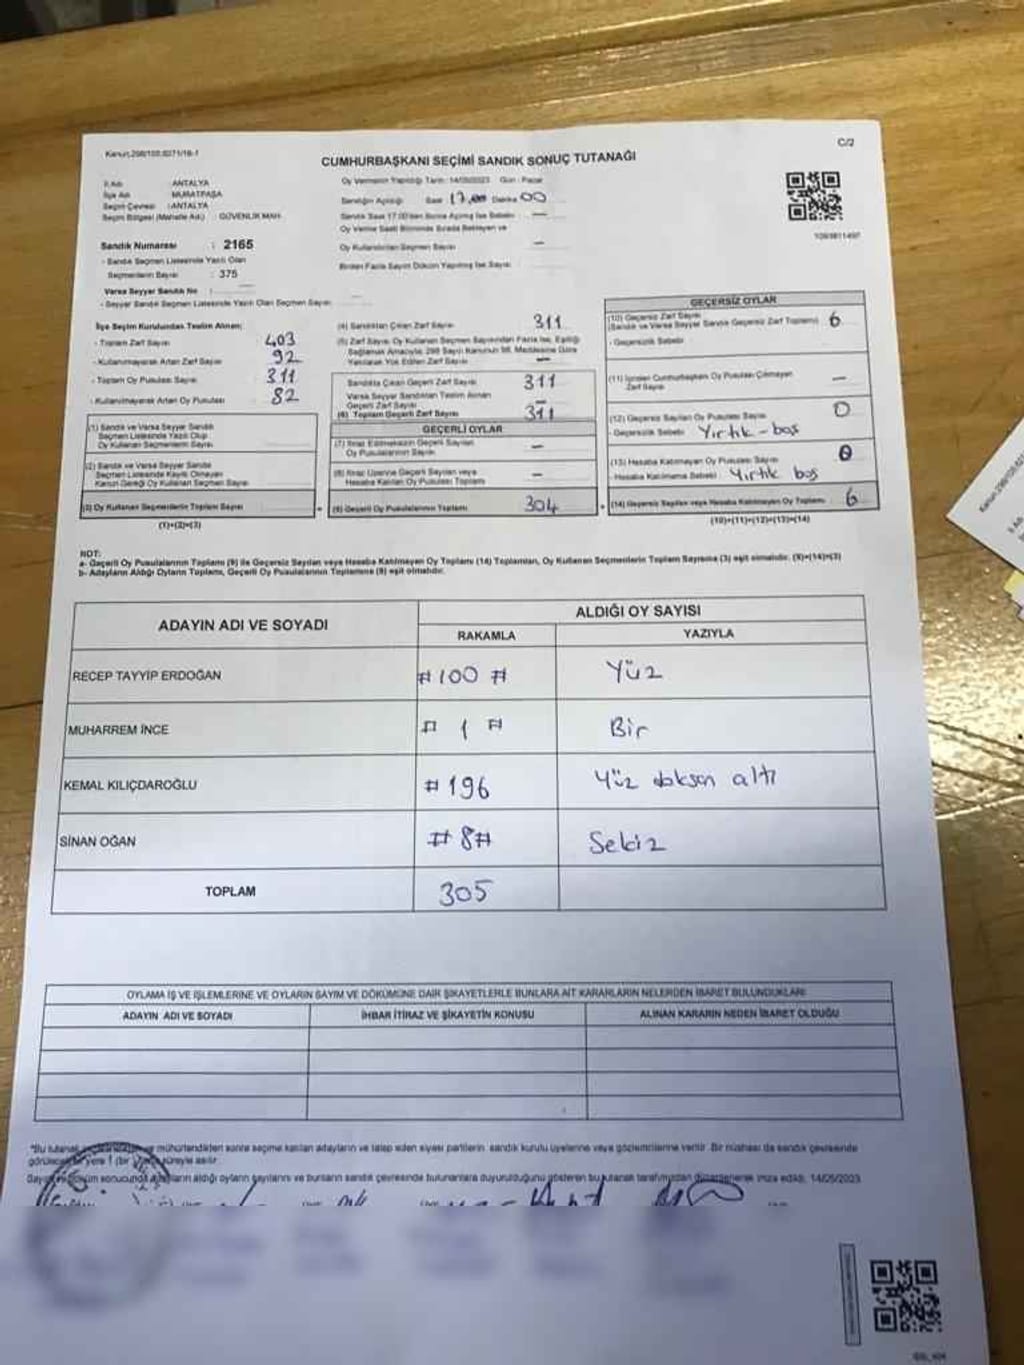 Kanun:298/105,6271/16-1
C/2
CUMHURBAŞKANI SEÇİMİ SANDIK SONUÇ TUTANAĞI
İl Adı : ANTALYA
İlçe Adı : MURATPAŞA
Seçim Çevresi : ANTALYA
Seçim Bölgesi (Mahalle Adı) : GÜVENLİK MAH.
Sandık Numarası : 2165
- Sandık Seçmen Listesinde Yazılı Olan
Seçmenlerin Sayısı : 375
Varsa Seyyar Sandık No :
- Seyyar Sandık Seçmen Listesinde Yazılı Olan Seçmen Sayısı :
Oy Vermenin Yapıldığı Tarih : 14/05/2023 Gün : Pazar
Sandığın Açıldığı Saat 17.00 Dakika 00
Sandık Saat 17.00'den Sonra Açılmış İse Sebebi : —
Oy Verme Saati Bitiminde Sırada Bekleyen ve
Oy Kullandırılan Seçmen Sayısı : —
Birden Fazla Sayım Döküm Yapılmış İse Sayısı :
İlçe Seçim Kurulundan Teslim Alınan;
- Toplam Zarf Sayısı : 403
- Kullanılmayarak Artan Zarf Sayısı : 92
- Toplam Oy Pusulası Sayısı : 311
- Kullanılmayarak Artan Oy Pusulası : 82
(1) Sandık ve Varsa Seyyar Sandık
Seçmen Listesinde Yazılı Olup
Oy Kullanan Seçmenlerin Sayısı
(2) Sandık ve Varsa Seyyar Sandık
Seçmen Listesinde Kayıtlı Olmayan
Kanun Gereği Oy Kullanan Seçmen Sayısı
(3) Oy Kullanan Seçmenlerin Toplam Sayısı
(1)+(2)=(3)
(4) Sandıktan Çıkan Zarf Sayısı 311
(5) Zarf Sayısı Oy Kullanan Seçmen Sayısından Fazla İse, Eşitliği
Sağlamak Amacıyla 298 Sayılı Kanunun 98. Maddesine Göre
Yakılarak Yok Edilen Zarf Sayısı —
Sandıkta Çıkan Geçerli Zarf Sayısı 311
Varsa Seyyar Sandıktan Teslim Alınan
Geçerli Zarf Sayısı —
(6) Toplam Geçerli Zarf Sayısı 311
GEÇERLİ OYLAR
(7) İtiraz Edilmeksizin Geçerli Sayılan
Oy Pusulalarının Sayısı —
(8) İtiraz Üzerine Geçerli Sayılan veya
Hesaba Katılan Oy Pusulası Toplamı —
(9) Geçerli Oy Pusulalarının Toplamı 304
GEÇERSİZ OYLAR
(10) Geçersiz Zarf Sayısı
(Sandık ve Varsa Seyyar Sandık Geçersiz Zarf Toplamı) 6
- Geçersizlik Sebebi
(11) İçinden Cumhurbaşkanı Oy Pusulası Çıkmayan
Zarf Sayısı —
(12) Geçersiz Sayılan Oy Pusulası Sayısı 0
- Geçersizlik Sebebi Yırtık - boş
(13) Hesaba Katılmayan Oy Pusulası Sayısı 0
- Hesaba Katılmama Sebebi Yırtık boş
(14) Geçersiz Sayılan veya Hesaba Katılmayan Oy Toplamı 6
(10)+(11)+(12)+(13)=(14)
NOT:
a- Geçerli Oy Pusulaları Toplamı (9) ile Geçersiz Sayılan veya Hesaba Katılmayan Oy Toplamı (14) Toplamları, Oy Kullanan Seçmenlerin Toplam Sayısına (3) eşit olmalıdır. (9)+(14)=(3)
b- Adayların Aldığı Oyların Toplamı, Geçerli Oy Pusulalarının Toplamına (9) eşit olmalıdır.
ADAYIN ADI VE SOYADI
ALDIĞI OY SAYISI
RAKAMLA YAZIYLA
RECEP TAYYİP ERDOĞAN # 100 # Yüz
MUHARREM İNCE # 1 # Bir
KEMAL KILIÇDAROĞLU # 196 Yüz doksan altı
SİNAN OĞAN # 8 # Sekiz
TOPLAM 305
OYLAMA İŞ VE İŞLEMLERİNE VE OYLARIN SAYIM VE DÖKÜMÜNE DAİR ŞİKAYETLERLE BUNLARA AİT KARARLARIN NELERDEN İBARET BULUNDUKLARI
ADAYIN ADI VE SOYADI İHBAR İTİRAZ VE ŞİKAYETİN KONUSU ALINAN KARARIN NEDEN İBARET OLDUĞU
*Bu tutanak mühürlendikten sonra seçime katılan adayların ve talep eden siyasi partilerin sandık kurulu üyelerine veya gözlemcilerine verilir. Bir nüshası da sandık çevresinde
yere 1 (bir) süreyle asılır.
sonucunda adayların aldığı oyların sayılarını ve bunların sandık çevresinde bulunanlara duyurulduğunu gösteren bu tutanak tarafımızdan düzenlenerek imza edildi. 14/05/2023